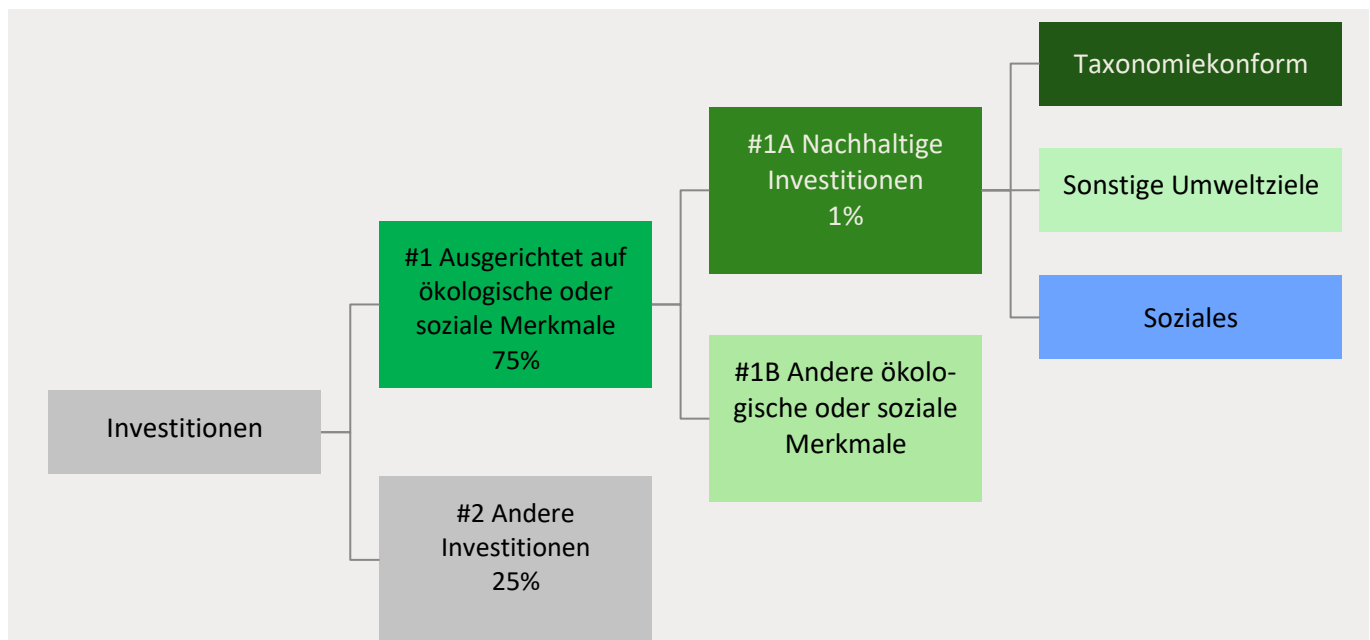 Investitionen
#1 Ausgerichtet auf
ökologische oder
soziale Merkmale
75%
#2 Andere
Investitionen
25%
#1A Nachhaltige
Investitionen
1%
#1B Andere ökolo-
gische oder soziale
Merkmale
Taxonomiekonform
Sonstige Umweltziele
Soziales